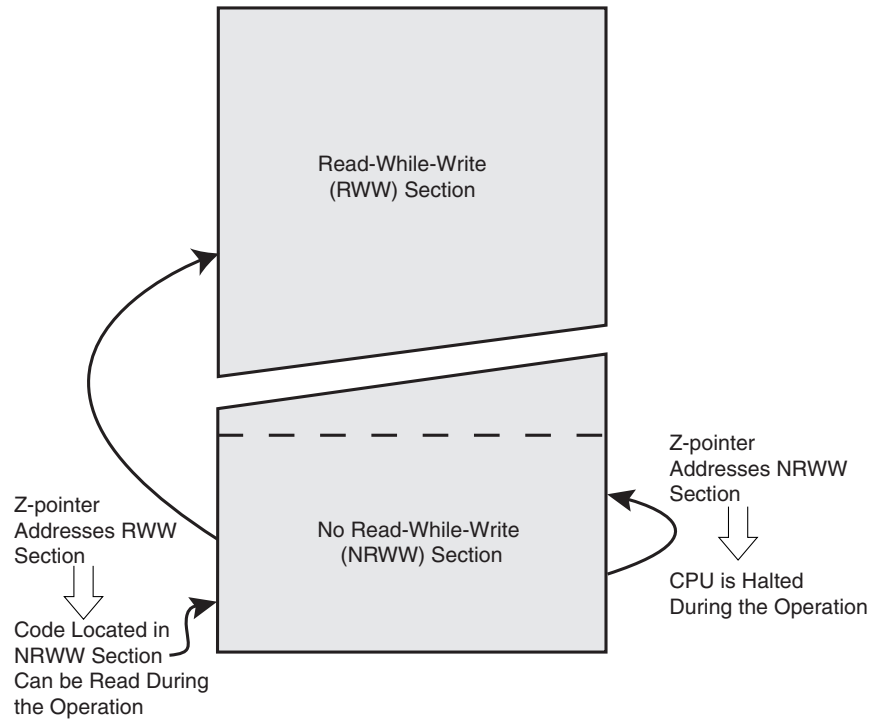 Read-While-Write
(RWW) Section
Z-pointer
Addresses NRWW
Section
Z-pointer
Addresses RWW
Section
No Read-While-Write
(NRWW) Section
CPU is Halted
During the Operation
Code Located in
NRWW Section
Can be Read During
the Operation